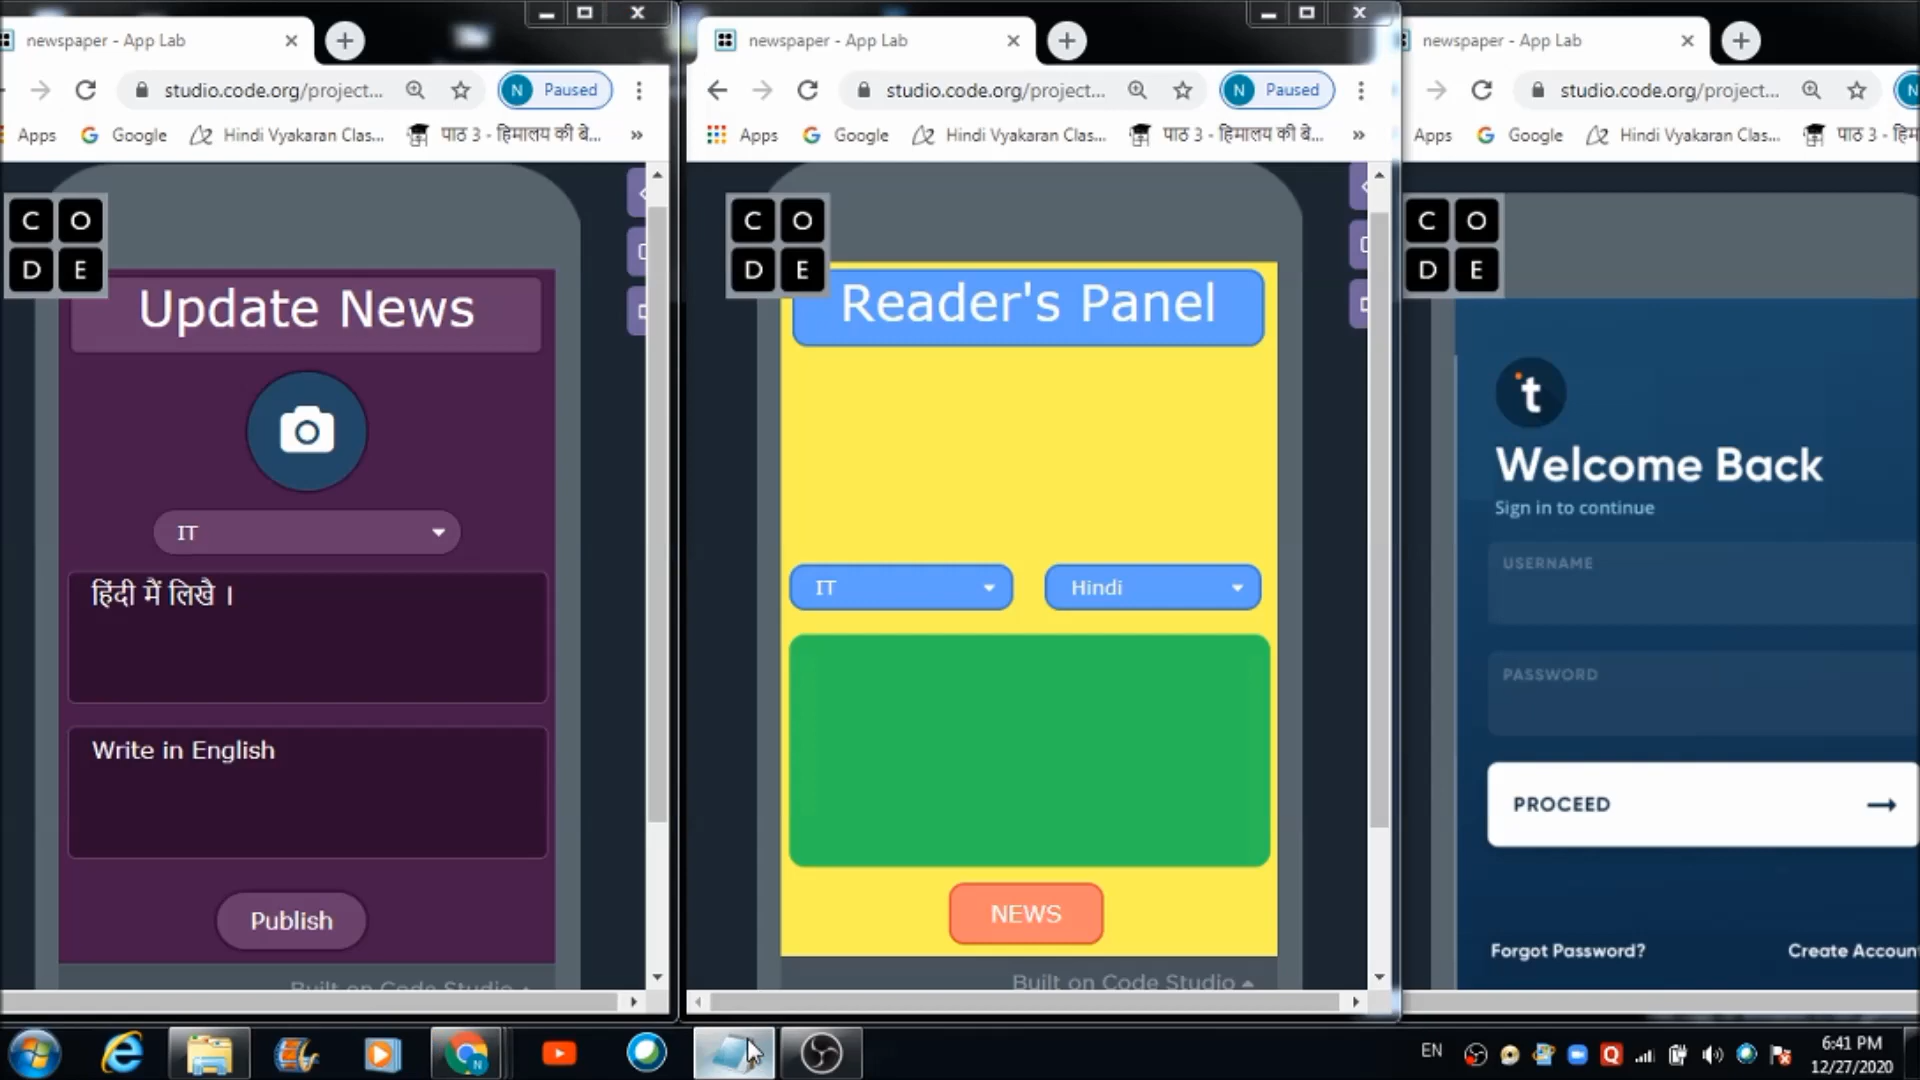 newspaper - App Lab
studio.code.org/project...
N Paused
Apps Google Hindi Vyakaran Clas... पाठ 3 - हिमालय की बे... »
C O
D E
Update News
IT
हिंदी मैं लिखै ।
Write in English
Publish
Built on Code Studio
newspaper - App Lab
studio.code.org/project...
N Paused
Apps Google Hindi Vyakaran Clas... पाठ 3 - हिमालय की बे... »
C O
D E
Reader's Panel
IT Hindi
NEWS
Built on Code Studio
newspaper - App Lab
studio.code.org/project...
N
Apps Google Hindi Vyakaran Clas... पाठ 3 - हिम
C O
D E
t
Welcome Back
Sign in to continue
USERNAME
PASSWORD
PROCEED
Forgot Password? Create Accoun
EN 6:41 PM
12/27/2020